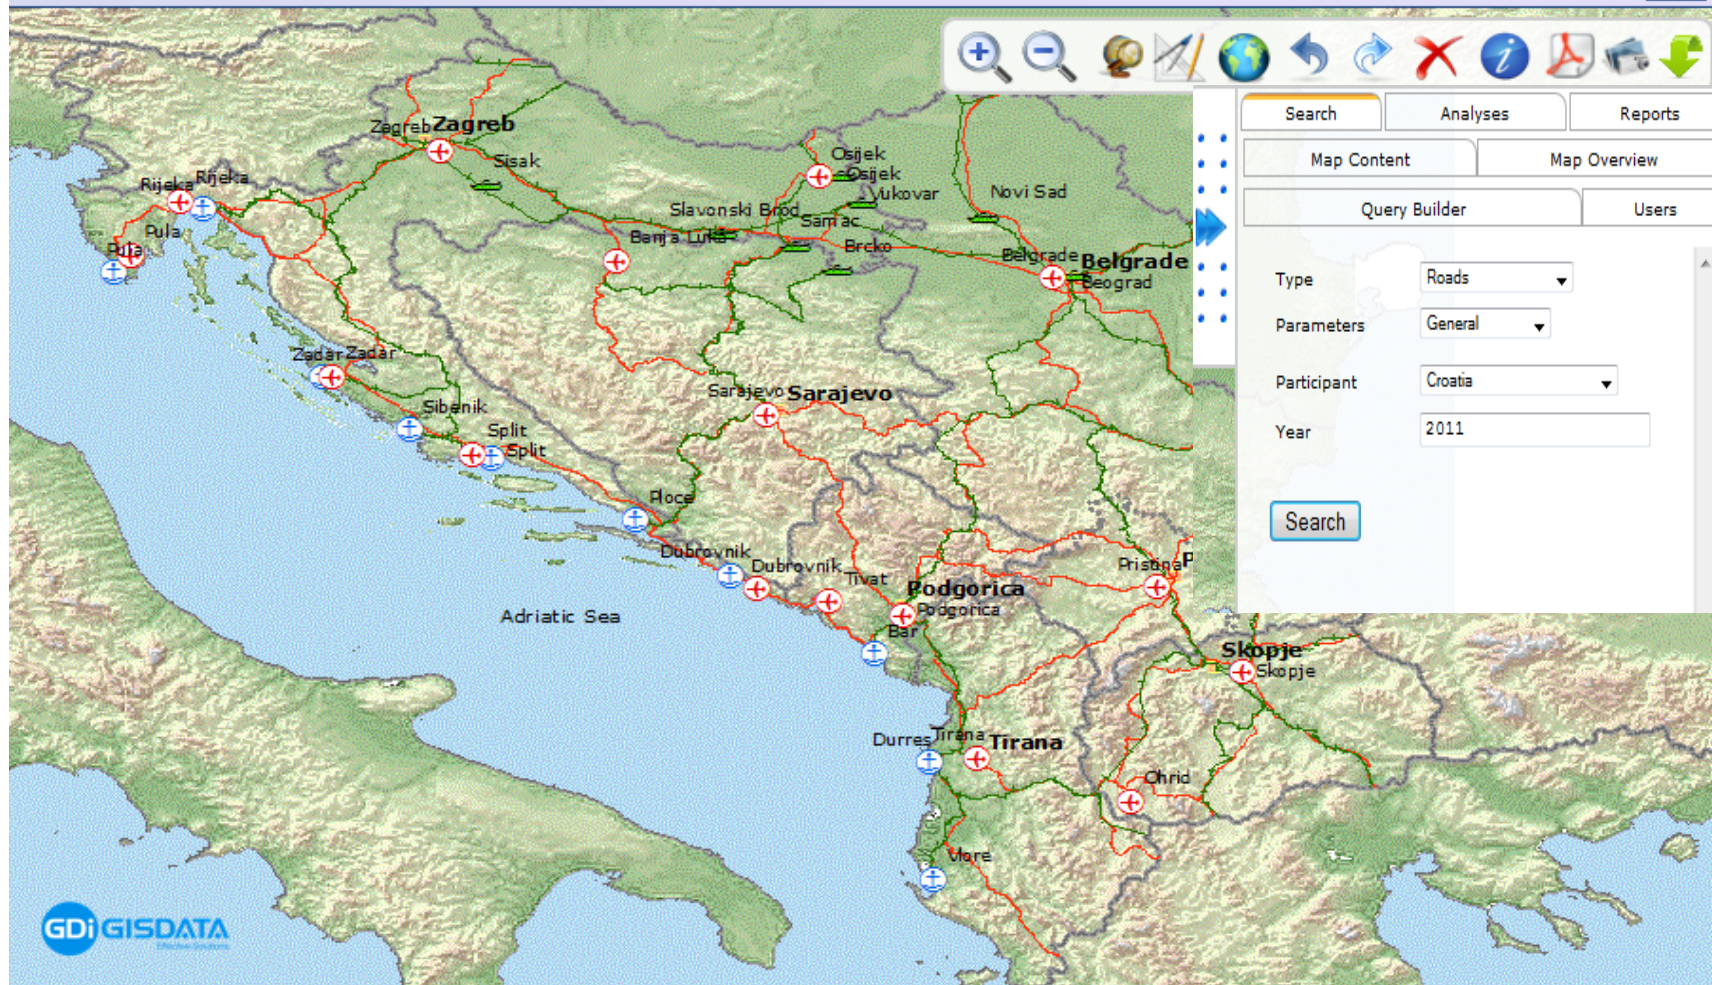 Search Analyses Reports
Map Content Map Overview
Query Builder Users
Type Roads
Parameters General
Participant Croatia
Year 2011
Search
Zagreb Zagreb
Sisak
Osijek
Osijek
Vukovar
Novi Sad
Rijeka Rijeka
Slavonski Brod
Samac
Pula
Pula
Banja Luka
Brcko
Belgrade Belgrade
Beograd
Zadar Zadar
Sarajevo Sarajevo
Sibenik
Split
Split
Ploce
Dubrovnik
Dubrovnik
Tivat
Pristina P
Podgorica
Podgorica
Adriatic Sea
Bar
Skopje
Skopje
Durres Tirana Tirana
Ohrid
Vlore
GDi GISDATA
Effective Solutions